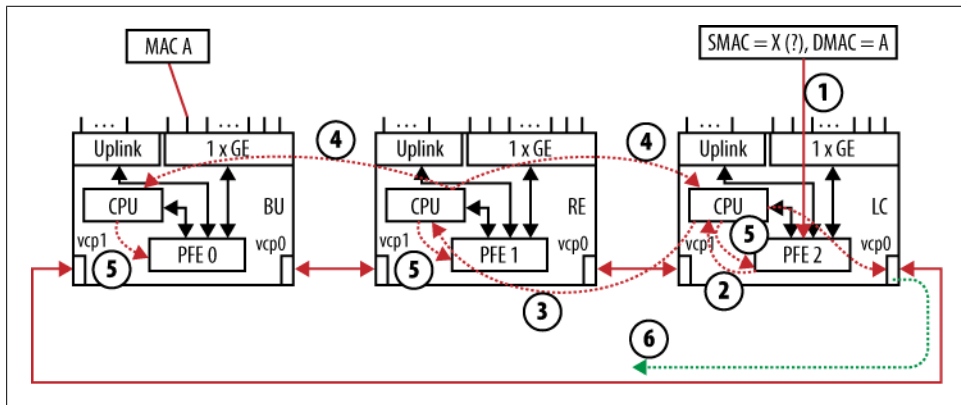 MAC A
SMAC = X (?), DMAC = A
1
... ...
... ...
... ...
Uplink 1 x GE
4
Uplink 1 x GE
4
Uplink 1 x GE
CPU
BU
CPU
RE
CPU
LC
vcp1
5
PFE 0
vcp0
vcp1
5
PFE 1
vcp1
5
PFE 2
vcp0
2
3
6